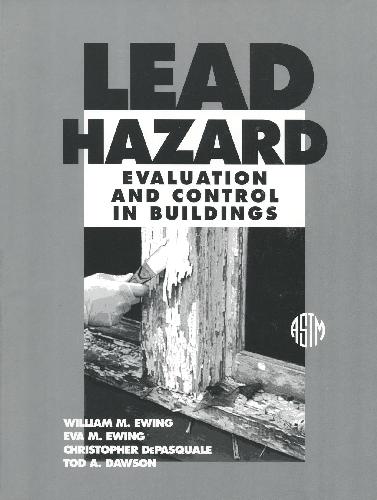 LEAD
HAZARD
EVALUATION
AND CONTROL
IN BUILDINGS
ASTM
WILLIAM M. EWING
EVA M. EWING
CHRISTOPHER DEPASQUALE
TOD A. DAWSON